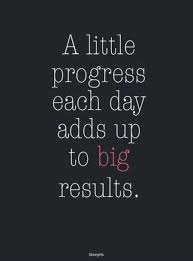 A little
progress
each day
adds up
to big
results.